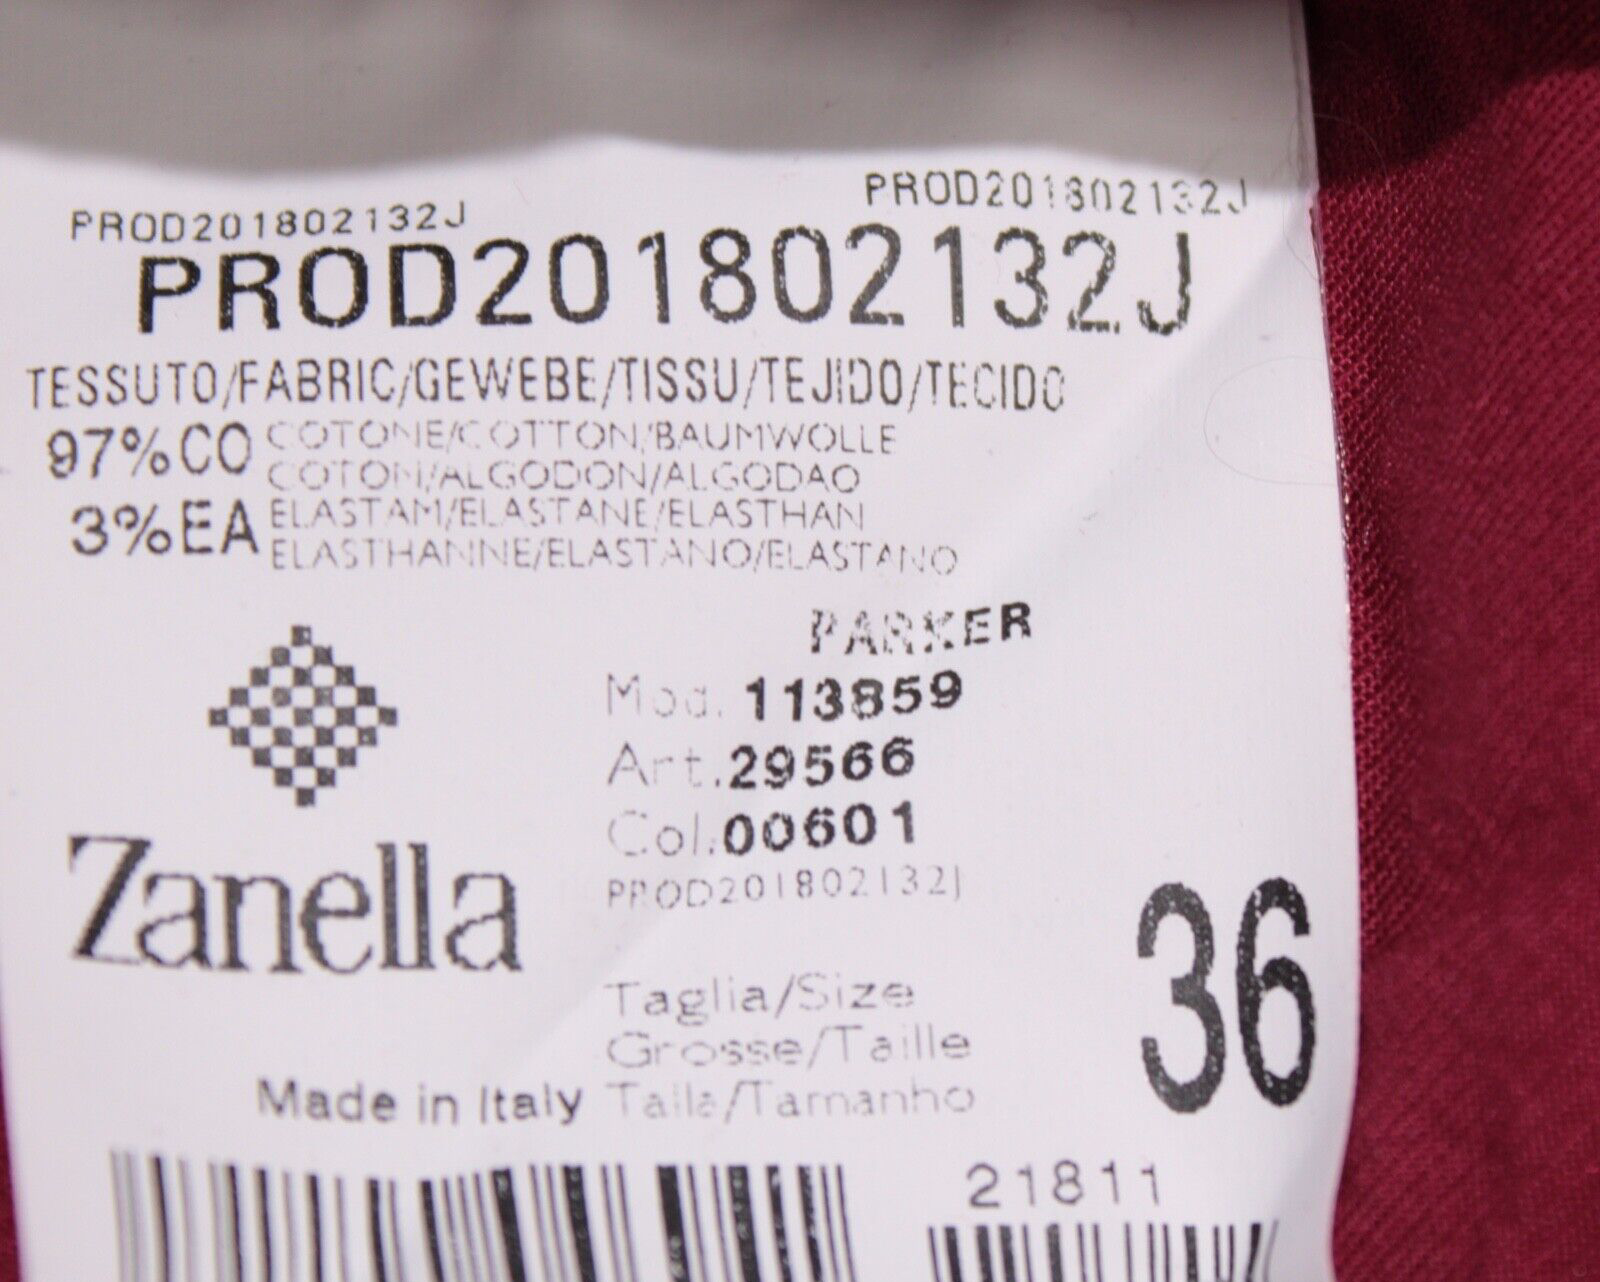 PROD201802132J
PROD201802132J
PROD201802132J
TESSUTO/FABRIC/GEWEBE/TISSU/TEJIDO/TECIDO
97%CO COTONE/COTTON/BAUMWOLLE
COTON/ALGODON/ALGODAO
3%EA ELASTAM/ELASTANE/ELASTHAN
ELASTHANNE/ELASTANO/ELASTANO
PARKER
Mod. 113859
Art. 29566
Col. 00601
PROD201802132J
Zanella
36
Taglia/Size
Grosse/Taille
Made in Italy Talla/Tamanho
21811